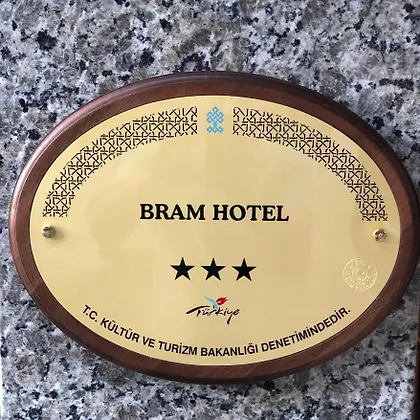 BRAM HOTEL
★★★
Türkiye
T.C. KÜLTÜR VE TURİZM BAKANLIĞI DENETİMİNDEDİR.